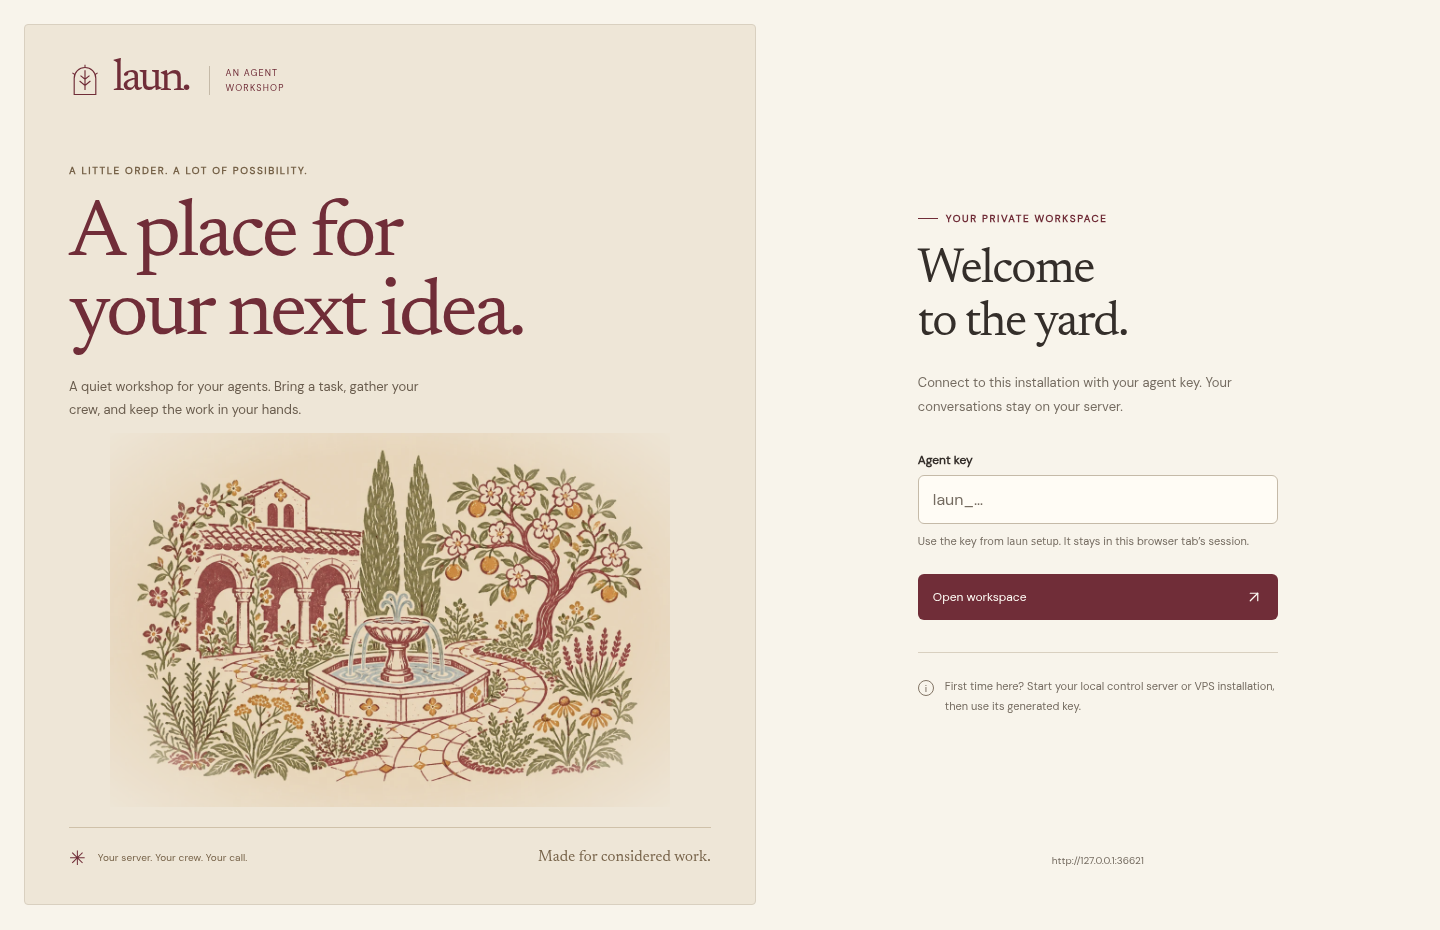 laun.
AN AGENT
WORKSHOP
A LITTLE ORDER. A LOT OF POSSIBILITY.
A place for
your next idea.
A quiet workshop for your agents. Bring a task, gather your
crew, and keep the work in your hands.
Your server. Your crew. Your call.
Made for considered work.
YOUR PRIVATE WORKSPACE
Welcome
to the yard.
Connect to this installation with your agent key. Your
conversations stay on your server.
Agent key
laun_...
Use the key from laun setup. It stays in this browser tab's session.
Open workspace
First time here? Start your local control server or VPS installation,
then use its generated key.
http://127.0.0.1:36621